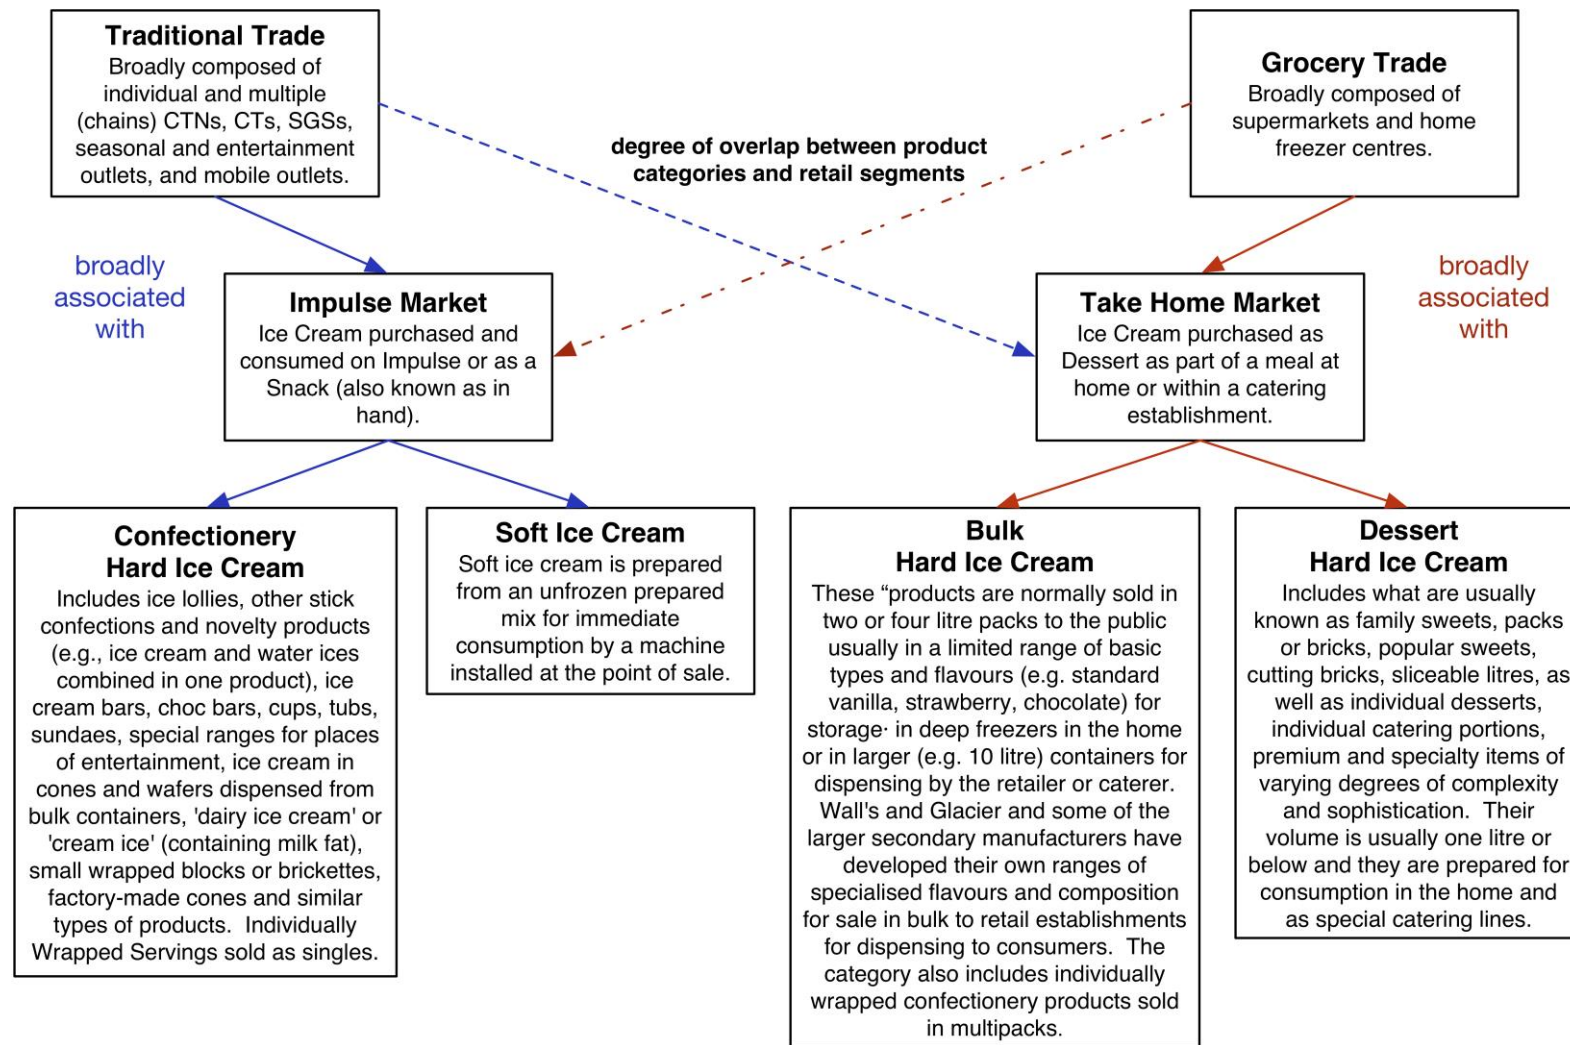 Traditional Trade
Broadly composed of
individual and multiple
(chains) CTNs, CTs, SGSs,
seasonal and entertainment
outlets, and mobile outlets.
Grocery Trade
Broadly composed of
supermarkets and home
freezer centres.
degree of overlap between product
categories and retail segments
broadly
associated
with
broadly
associated
with
Impulse Market
Ice Cream purchased and
consumed on Impulse or as a
Snack (also known as in
hand).
Take Home Market
Ice Cream purchased as
Dessert as part of a meal at
home or within a catering
establishment.
Confectionery
Hard Ice Cream
Includes ice lollies, other stick
confections and novelty products
(e.g., ice cream and water ices
combined in one product), ice
cream bars, choc bars, cups, tubs,
sundaes, special ranges for places
of entertainment, ice cream in
cones and wafers dispensed from
bulk containers, 'dairy ice cream' or
'cream ice' (containing milk fat),
small wrapped blocks or brickettes,
factory-made cones and similar
types of products.  Individually
Wrapped Servings sold as singles.
Soft Ice Cream
Soft ice cream is prepared
from an unfrozen prepared
mix for immediate
consumption by a machine
installed at the point of sale.
Bulk
Hard Ice Cream
These “products are normally sold in
two or four litre packs to the public
usually in a limited range of basic
types and flavours (e.g. standard
vanilla, strawberry, chocolate) for
storage· in deep freezers in the home
or in larger (e.g. 10 litre) containers for
dispensing by the retailer or caterer.
Wall's and Glacier and some of the
larger secondary manufacturers have
developed their own ranges of
specialised flavours and composition
for sale in bulk to retail establishments
for dispensing to consumers.  The
category also includes individually
wrapped confectionery products sold
in multipacks.
Dessert
Hard Ice Cream
Includes what are usually
known as family sweets, packs
or bricks, popular sweets,
cutting bricks, sliceable litres, as
well as individual desserts,
individual catering portions,
premium and specialty items of
varying degrees of complexity
and sophistication.  Their
volume is usually one litre or
below and they are prepared for
consumption in the home and
as special catering lines.